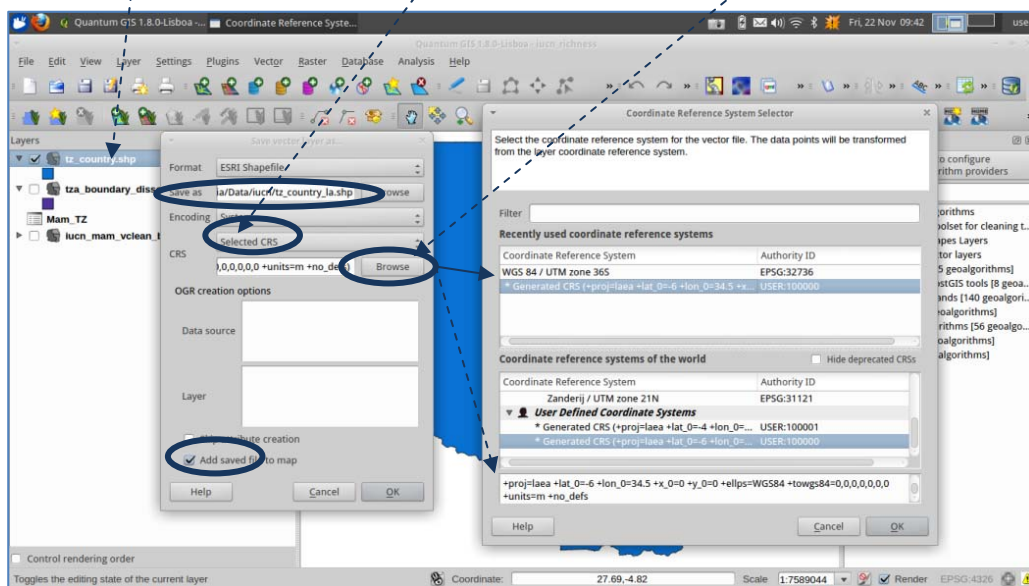 Quantum GIS 1.8.0-Lisboa -... Coordinate Reference Syste... Fri, 22 Nov 09:42 use
Quantum GIS 1.8.0-Lisboa - iucn_richness
File Edit View Layer Settings Plugins Vector Raster Database Analysis Help
Layers
tz_country.shp
tza_boundary_diss
Mam_TZ
iucn_mam_vclean_
Control rendering order
Save vector layer as...
Format ESRI Shapefile
Save as ia/Data/iucn/tz_country_la.shp Browse
Encoding
CRS
Selected CRS
0,0,0,0,0,0 +units=m +no_defs) Browse
OGR creation options
Data source
Layer
Skip attribute creation
Add saved file to map
Help Cancel OK
Coordinate Reference System Selector
Select the coordinate reference system for the vector file. The data points will be transformed
from the layer coordinate reference system.
Filter
Recently used coordinate reference systems
Coordinate Reference System Authority ID
WGS 84 / UTM zone 36S EPSG:32736
* Generated CRS (+proj=laea +lat_0=-6 +lon_0=34.5 +x... USER:100000
Coordinate reference systems of the world Hide deprecated CRSs
Coordinate Reference System Authority ID
Zanderij / UTM zone 21N EPSG:31121
User Defined Coordinate Systems
* Generated CRS (+proj=laea +lat_0=-4 +lon_0=... USER:100001
* Generated CRS (+proj=laea +lat_0=-6 +lon_0=... USER:100000
+proj=laea +lat_0=-6 +lon_0=34.5 +x_0=0 +y_0=0 +ellps=WGS84 +towgs84=0,0,0,0,0,0,0
+units=m +no_defs
Help Cancel OK
o configure
rithm providers
orithms
olset for cleaning t...
apes Layers
tor layers
5 geoalgorithms]
stGIS tools [8 geoa...
ands [140 geoalgori...
eoalgorithms]
rithms [56 geoalgo...
oalgorithms]
algorithms]
Toggles the editing state of the current layer Coordinate: 27.69,-4.82 Scale 1:7589044 Render EPSG:4326